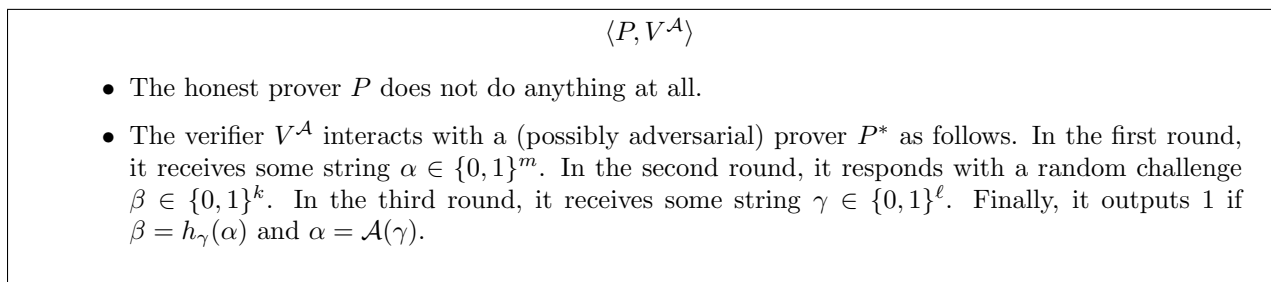 ⟨P, V^𝒜⟩
• The honest prover P does not do anything at all.
• The verifier V^𝒜 interacts with a (possibly adversarial) prover P* as follows. In the first round,
it receives some string α ∈ {0, 1}^m. In the second round, it responds with a random challenge
β ∈ {0, 1}^k. In the third round, it receives some string γ ∈ {0, 1}^ℓ. Finally, it outputs 1 if
β = h_γ(α) and α = 𝒜(γ).